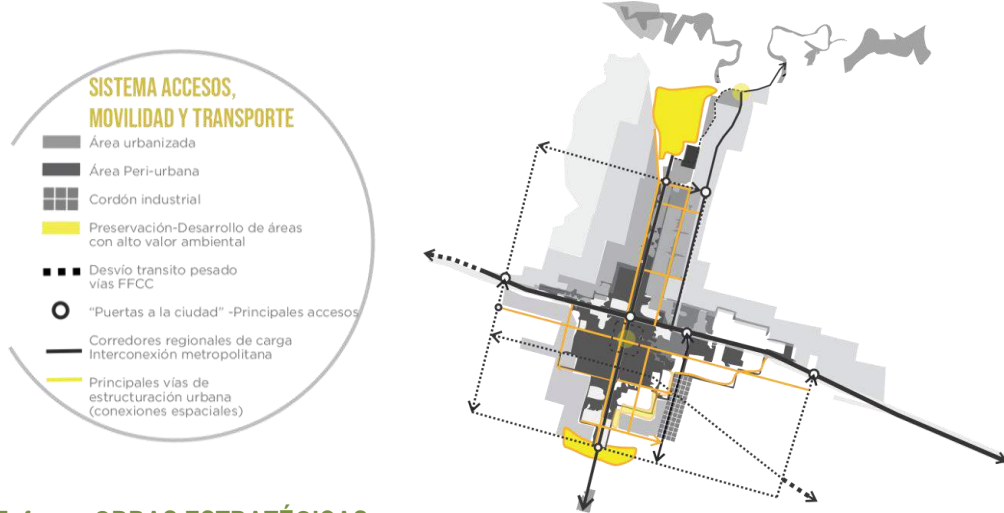 SISTEMA ACCESOS,
MOVILIDAD Y TRANSPORTE
Área urbanizada
Área Peri-urbana
Cordón industrial
Preservación-Desarrollo de áreas
con alto valor ambiental
Desvío transito pesado
vías FFCC
“Puertas a la ciudad” -Principales accesos
Corredores regionales de carga
Interconexión metropolitana
Principales vías de
estructuración urbana
(conexiones espaciales)
OBRAS ESTRATÉGICAS